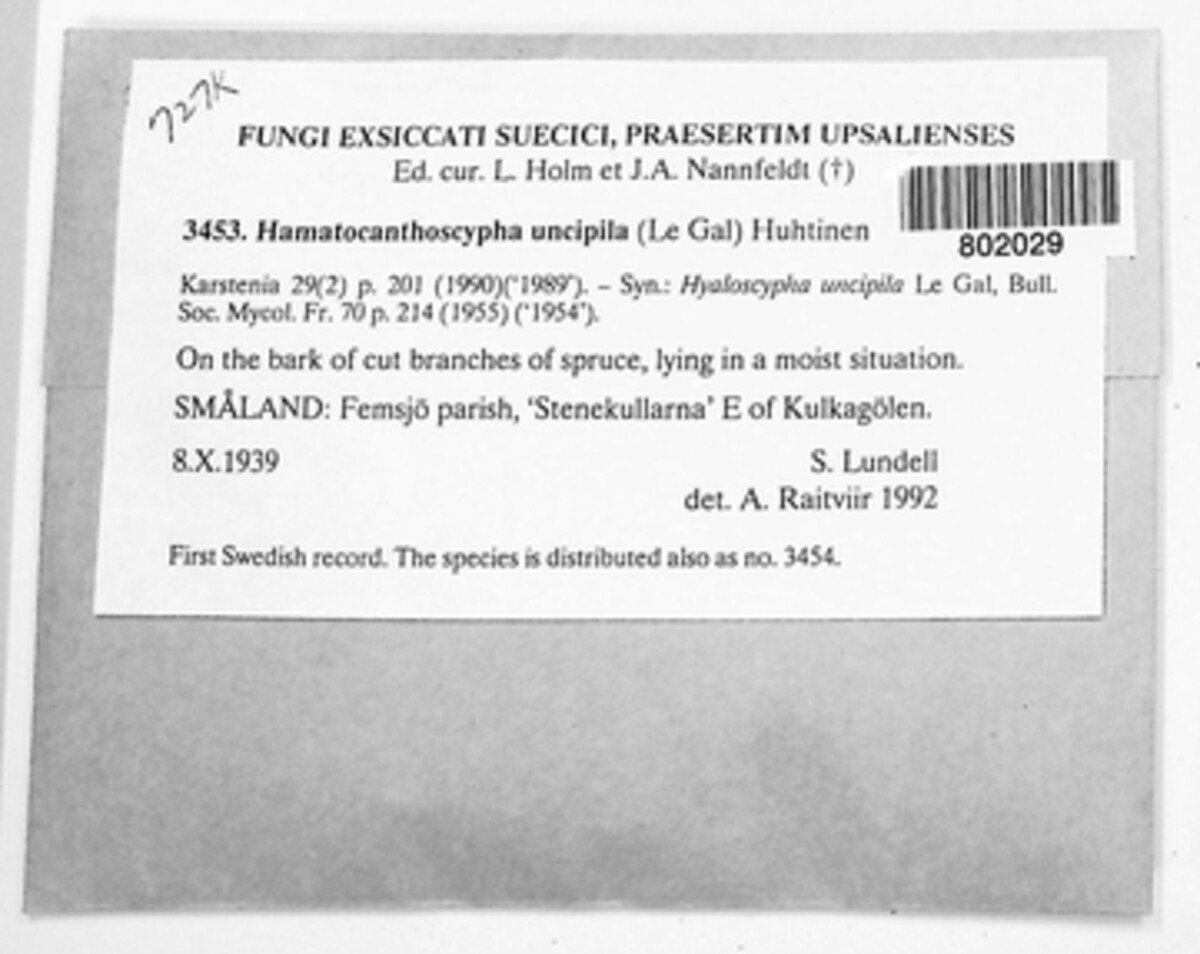 727K
FUNGI EXSICCATI SUECICI, PRAESERTIM UPSALIENSES
Ed. cur. L. Holm et J.A. Nannfeldt (†)
802029
3453. Hamatocanthoscypha uncipila (Le Gal) Huhtinen
Karstenia 29(2) p. 201 (1990)('1989'). – Syn.: Hyaloscypha uncipila Le Gal, Bull.
Soc. Mycol. Fr. 70 p. 214 (1955) ('1954').
On the bark of cut branches of spruce, lying in a moist situation.
SMÅLAND: Femsjö parish, 'Stenekullarna' E of Kulkagölen.
8.X.1939 S. Lundell
det. A. Raitviir 1992
First Swedish record. The species is distributed also as no. 3454.